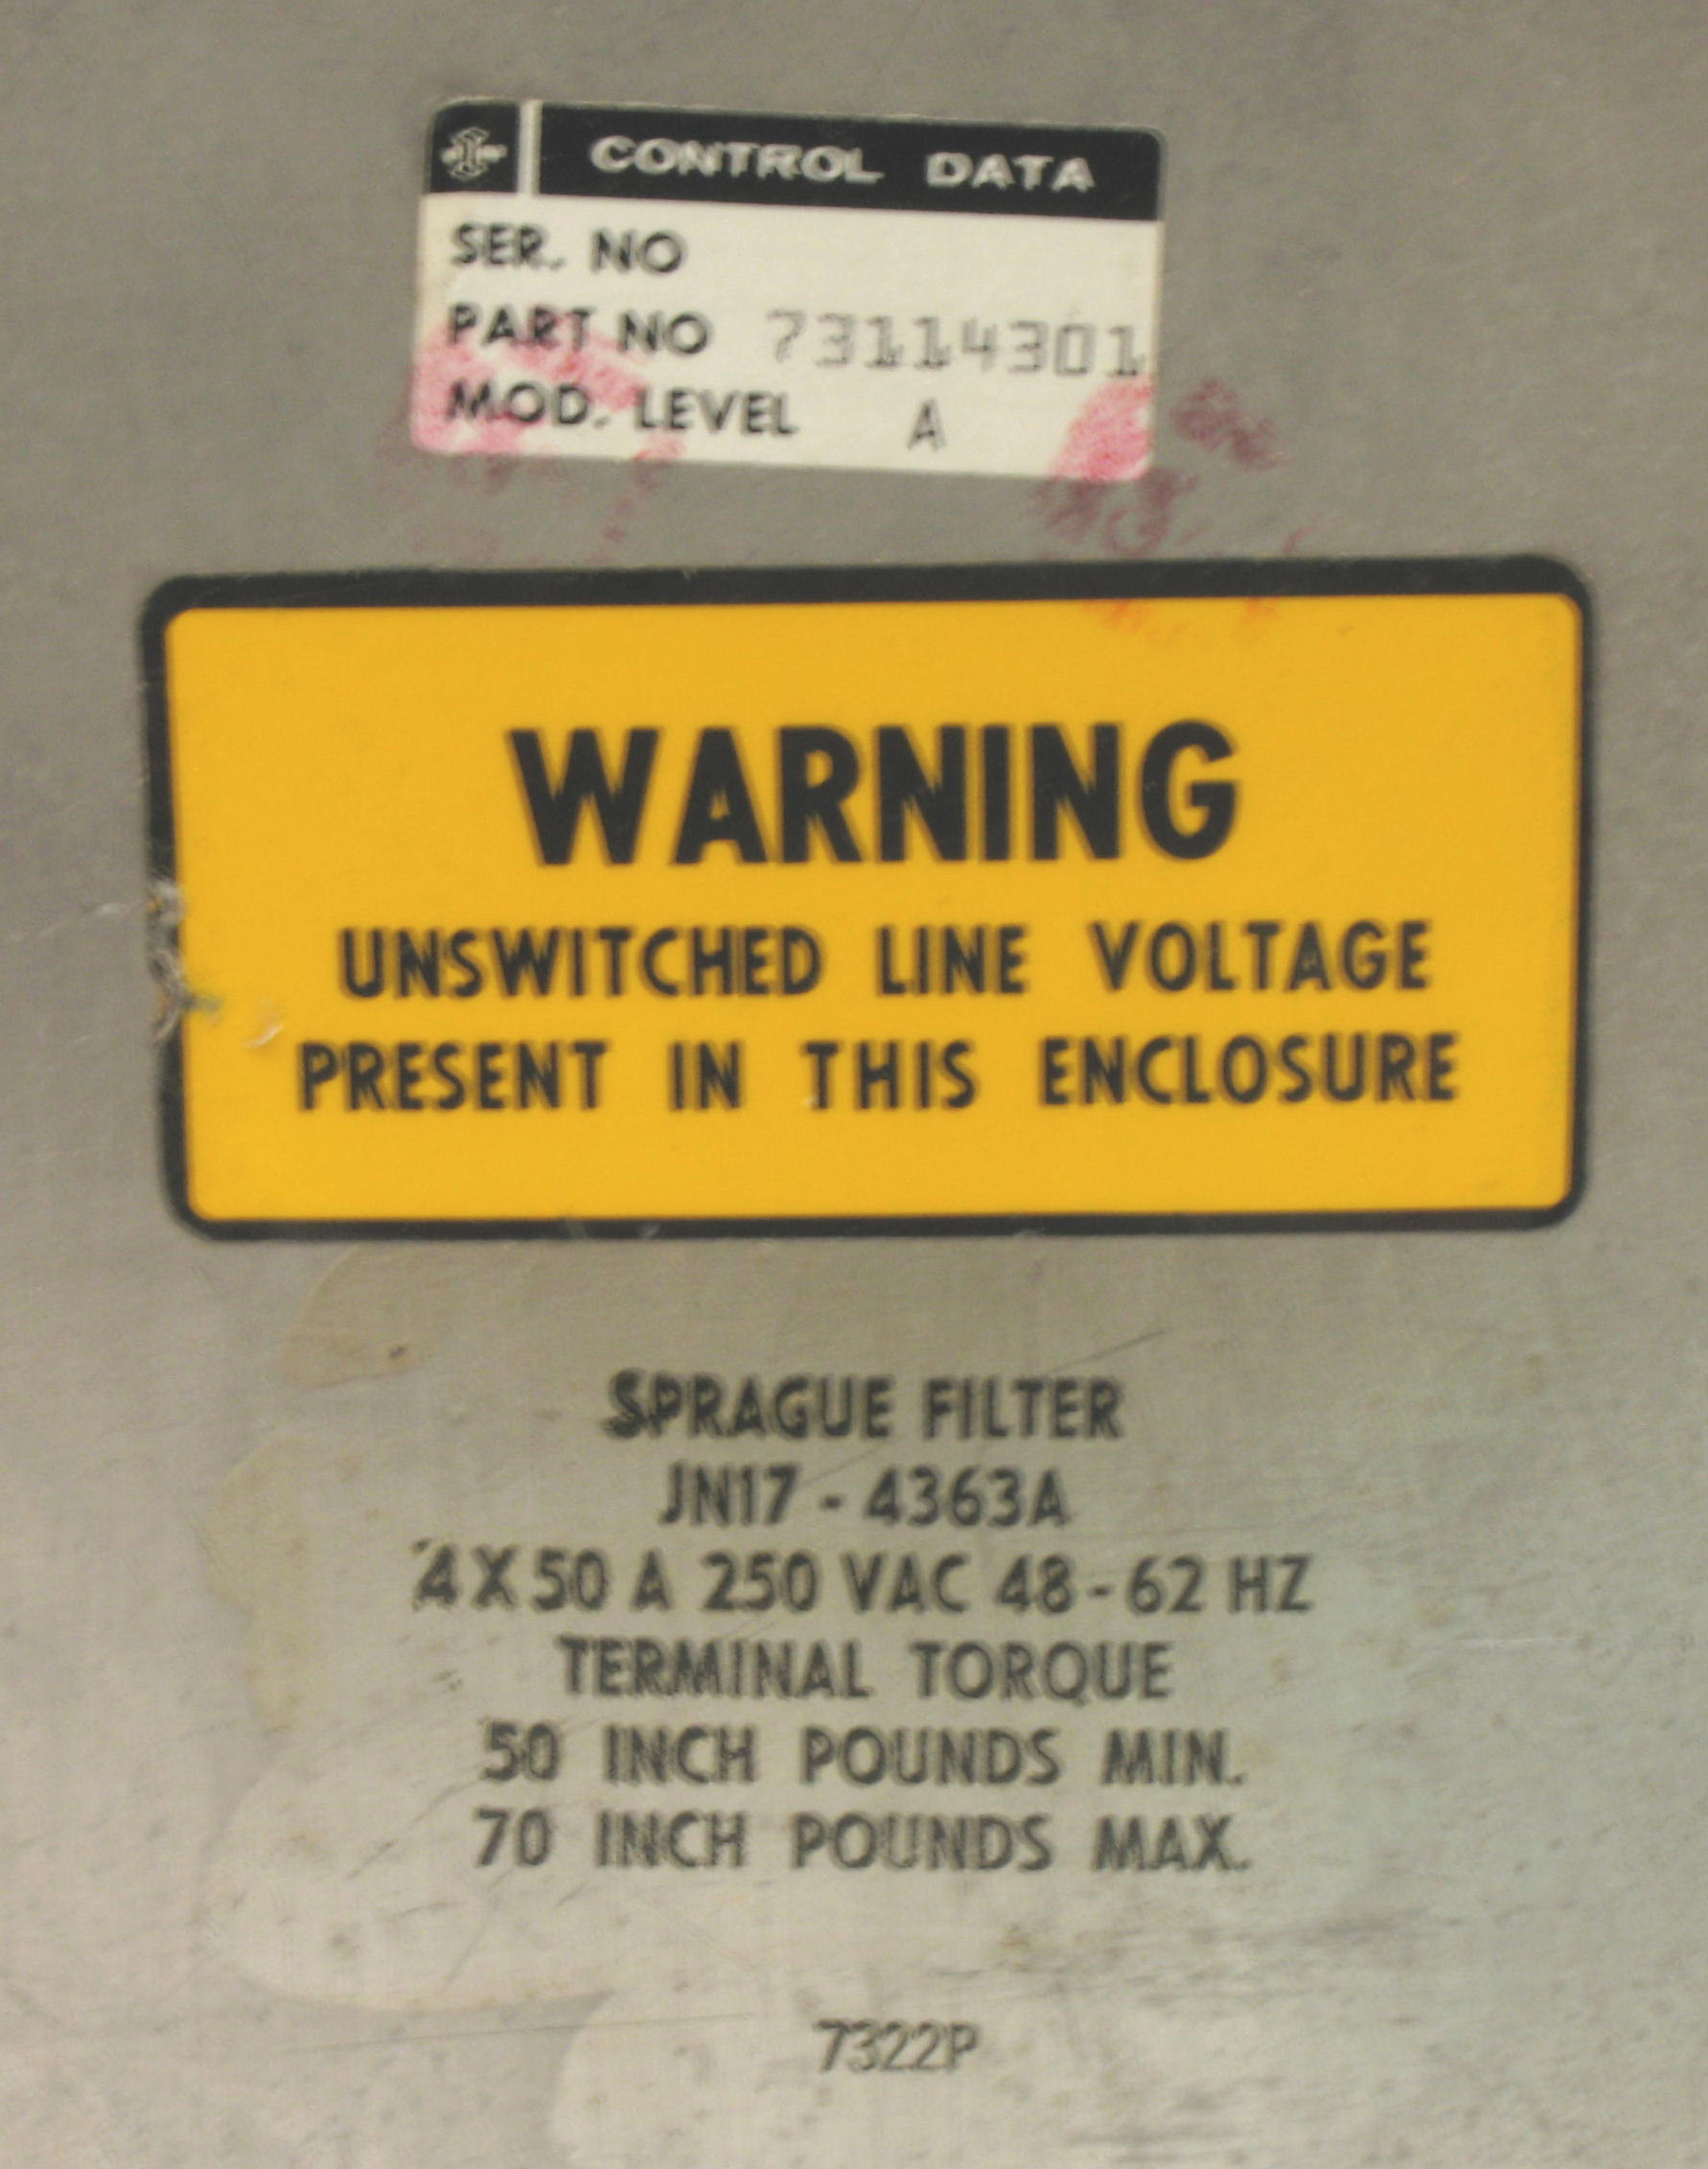 CONTROL DATA
SER. NO
PART NO 73114301
MOD. LEVEL A
WARNING
UNSWITCHED LINE VOLTAGE
PRESENT IN THIS ENCLOSURE
SPRAGUE FILTER
JN17 - 4363A
4 X 50 A 250 VAC 48 - 62 HZ
TERMINAL TORQUE
50 INCH POUNDS MIN.
70 INCH POUNDS MAX.
7322P